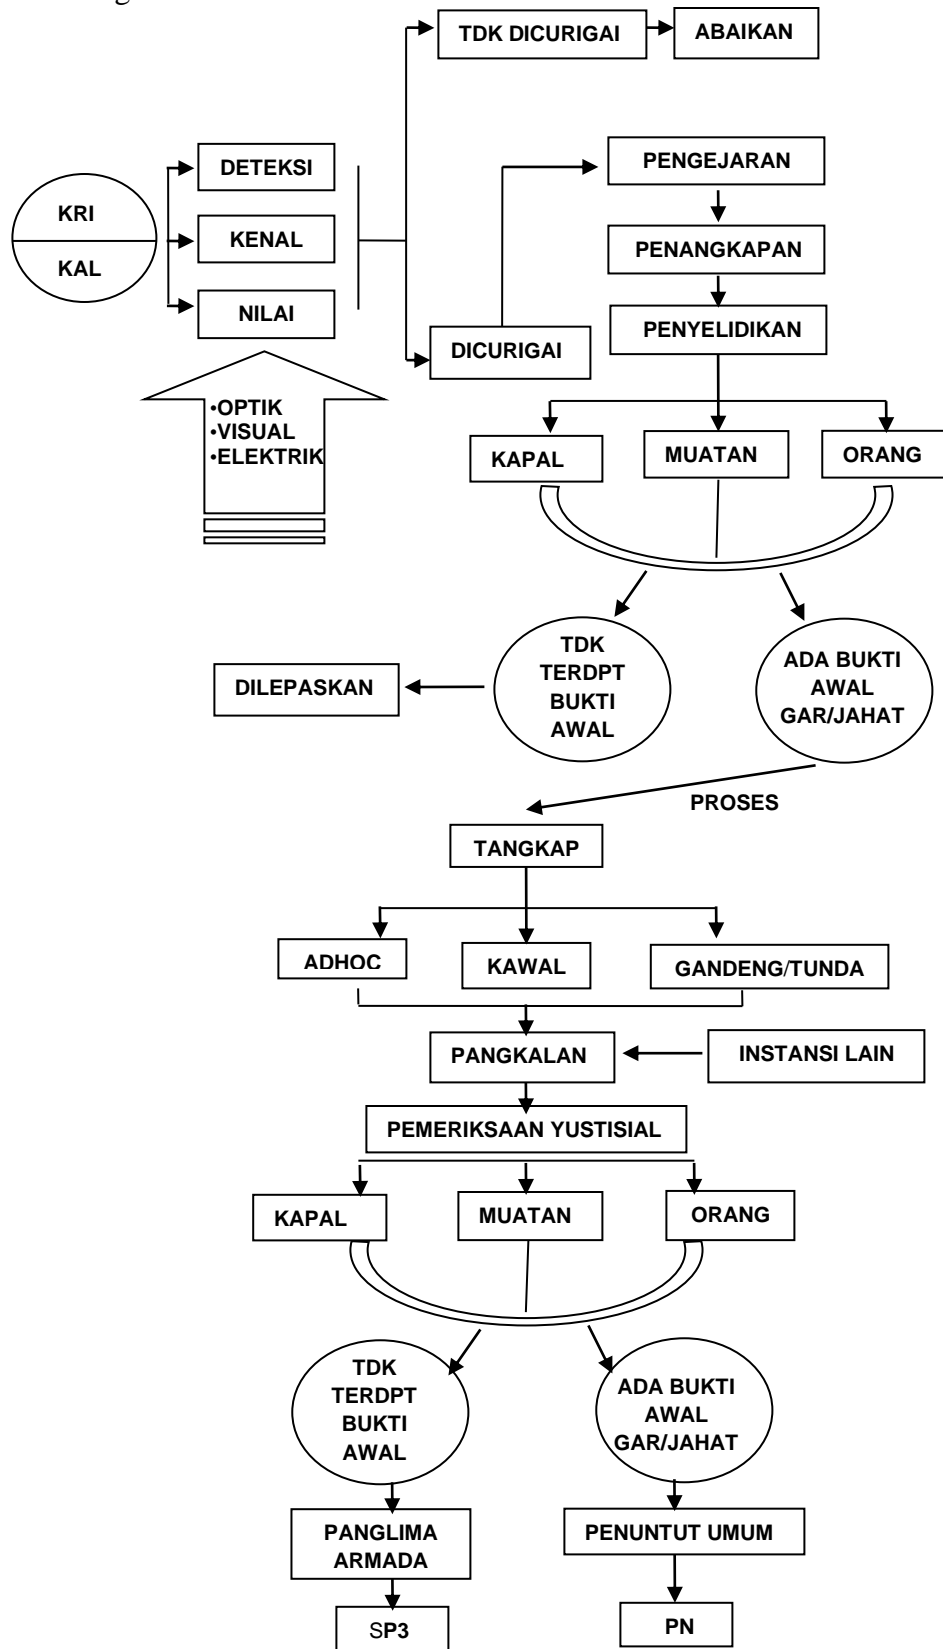 TDK DICURIGAI
ABAIKAN
DETEKSI
PENGEJARAN
KRI
KENAL
PENANGKAPAN
KAL
NILAI
PENYELIDIKAN
DICURIGAI
•OPTIK
•VISUAL
•ELEKTRIK
KAPAL
MUATAN
ORANG
TDK
TERDPT
BUKTI
AWAL
ADA BUKTI
AWAL
GAR/JAHAT
DILEPASKAN
PROSES
TANGKAP
ADHOC
KAWAL
GANDENG/TUNDA
PANGKALAN
INSTANSI LAIN
PEMERIKSAAN YUSTISIAL
KAPAL
MUATAN
ORANG
TDK
TERDPT
BUKTI
AWAL
ADA BUKTI
AWAL
GAR/JAHAT
PANGLIMA
ARMADA
PENUNTUT UMUM
SP3
PN